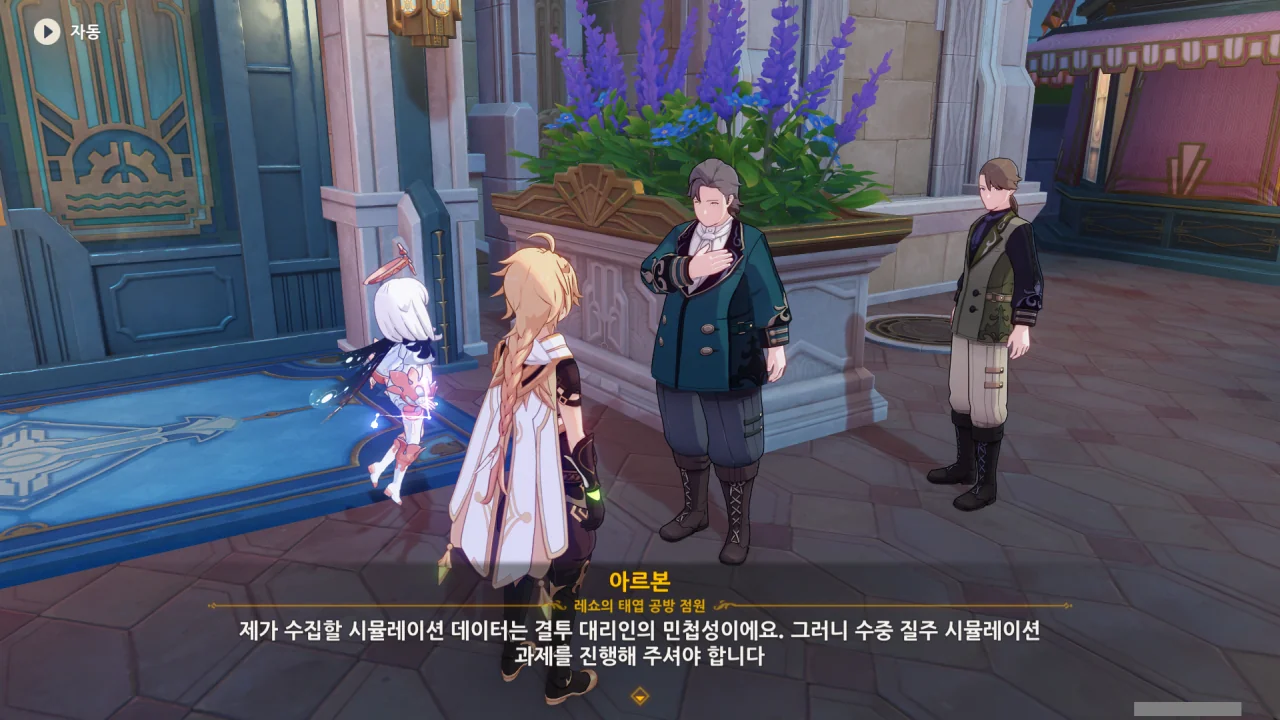 자동
아르본
레쇼의 태엽 공방 점원
제가 수집할 시뮬레이션 데이터는 결투 대리인의 민첩성이에요. 그러니 수중 질주 시뮬레이션
과제를 진행해 주셔야 합니다